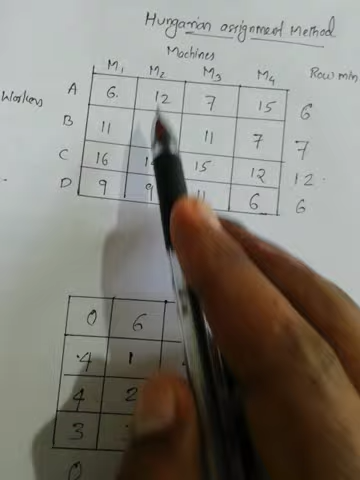 Hungarian assignment Method
Machines
M1 M2 M3 M4 Row min
Workers
A 6 12 7 15 6
B 11 11 7 7
C 16 15 12 12
D 9 9 11 6 6
0 6
4 1
4 2
3
0